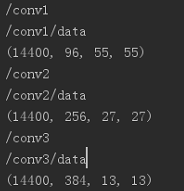 /conv1
/conv1/data
(14400, 96, 55, 55)
/conv2
/conv2/data
(14400, 256, 27, 27)
/conv3
/conv3/data
(14400, 384, 13, 13)